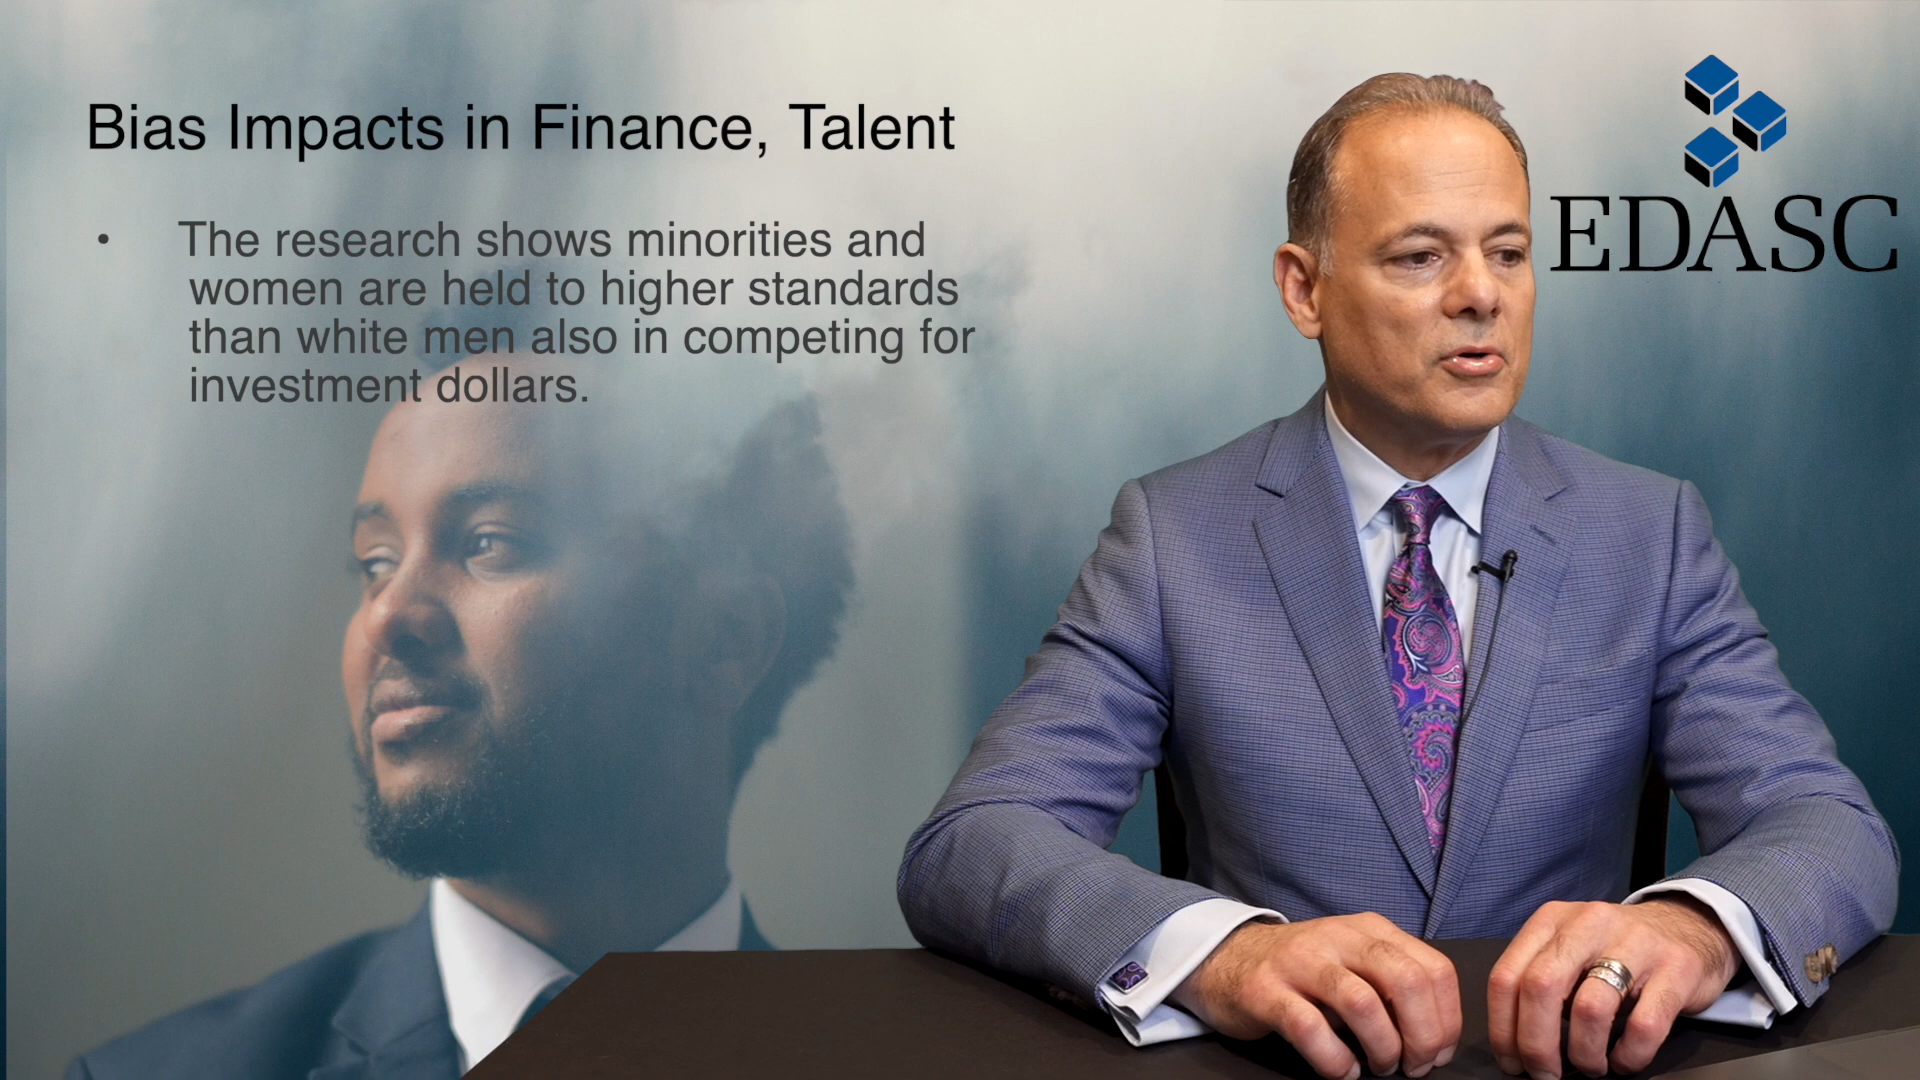 Bias Impacts in Finance, Talent
• The research shows minorities and
women are held to higher standards
than white men also in competing for
investment dollars.
EDASC